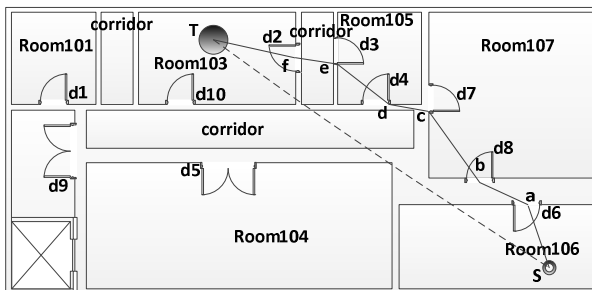 corridor
T
corridor
Room105
Room101
d2
d3
Room107
Room103
f
e
d1
d10
d4
d7
d
c
corridor
d8
b
d5
d9
a
d6
Room104
Room106
S